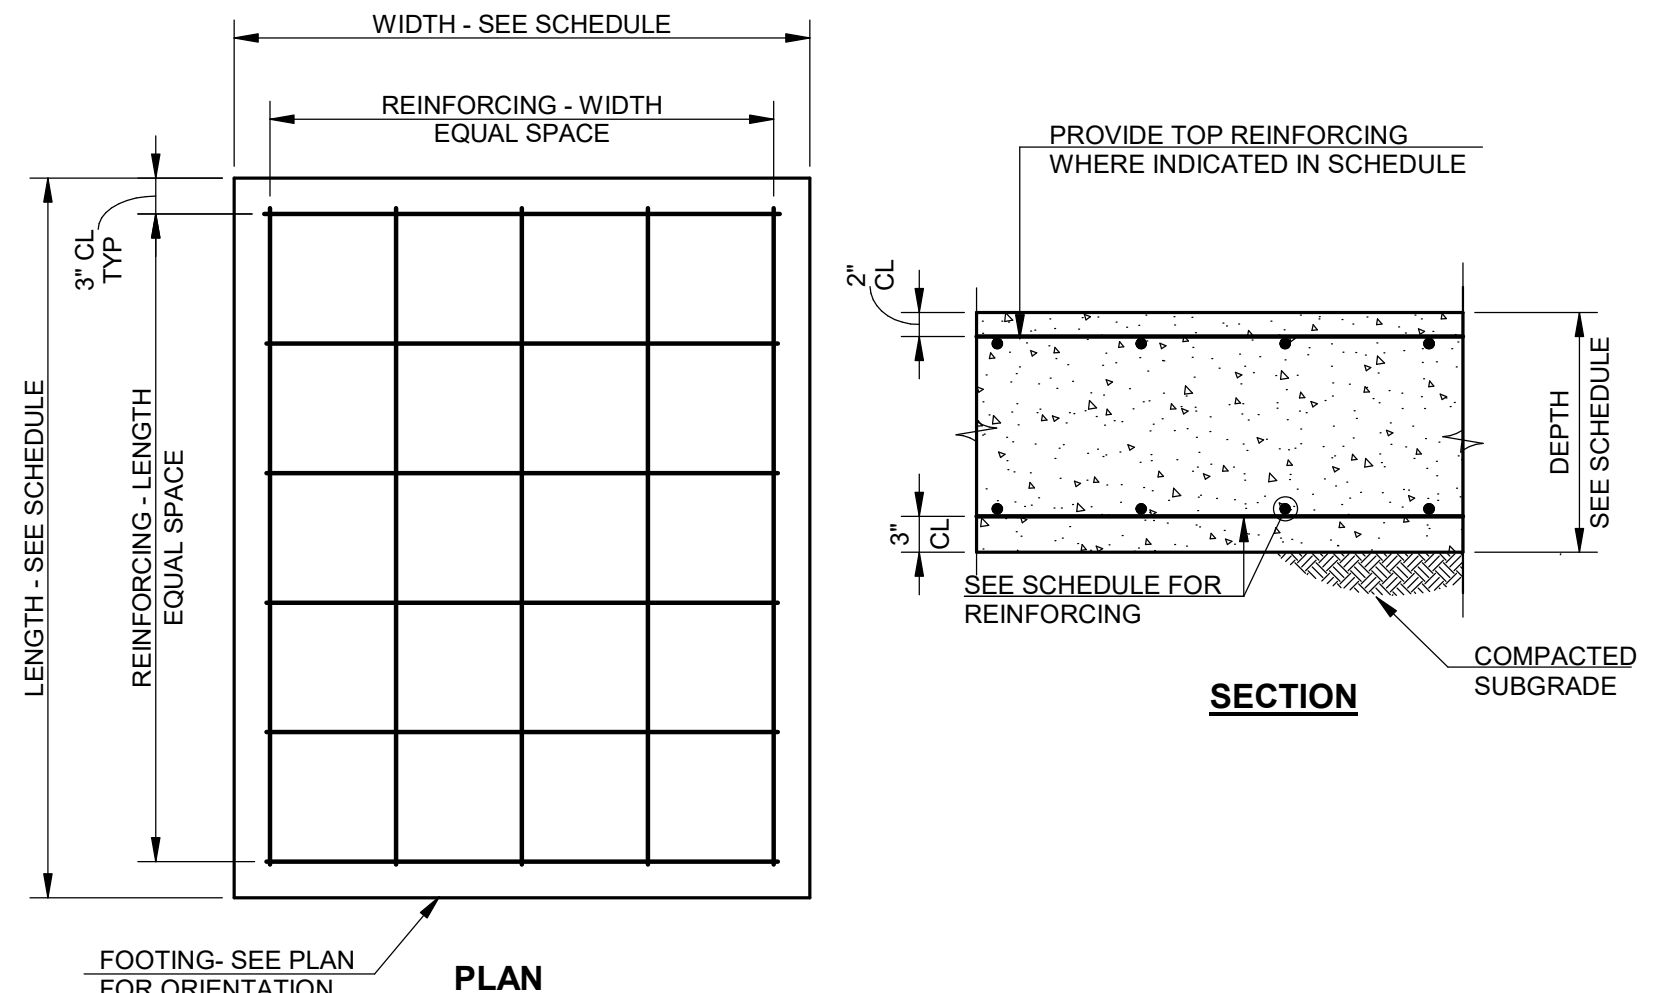 WIDTH - SEE SCHEDULE
REINFORCING - WIDTH
EQUAL SPACE
3" CL
TYP
LENGTH - SEE SCHEDULE
REINFORCING - LENGTH
EQUAL SPACE
FOOTING- SEE PLAN
FOR ORIENTATION
PLAN
PROVIDE TOP REINFORCING
WHERE INDICATED IN SCHEDULE
2"
CL
3"
CL
DEPTH
SEE SCHEDULE
SEE SCHEDULE FOR
REINFORCING
COMPACTED
SUBGRADE
SECTION